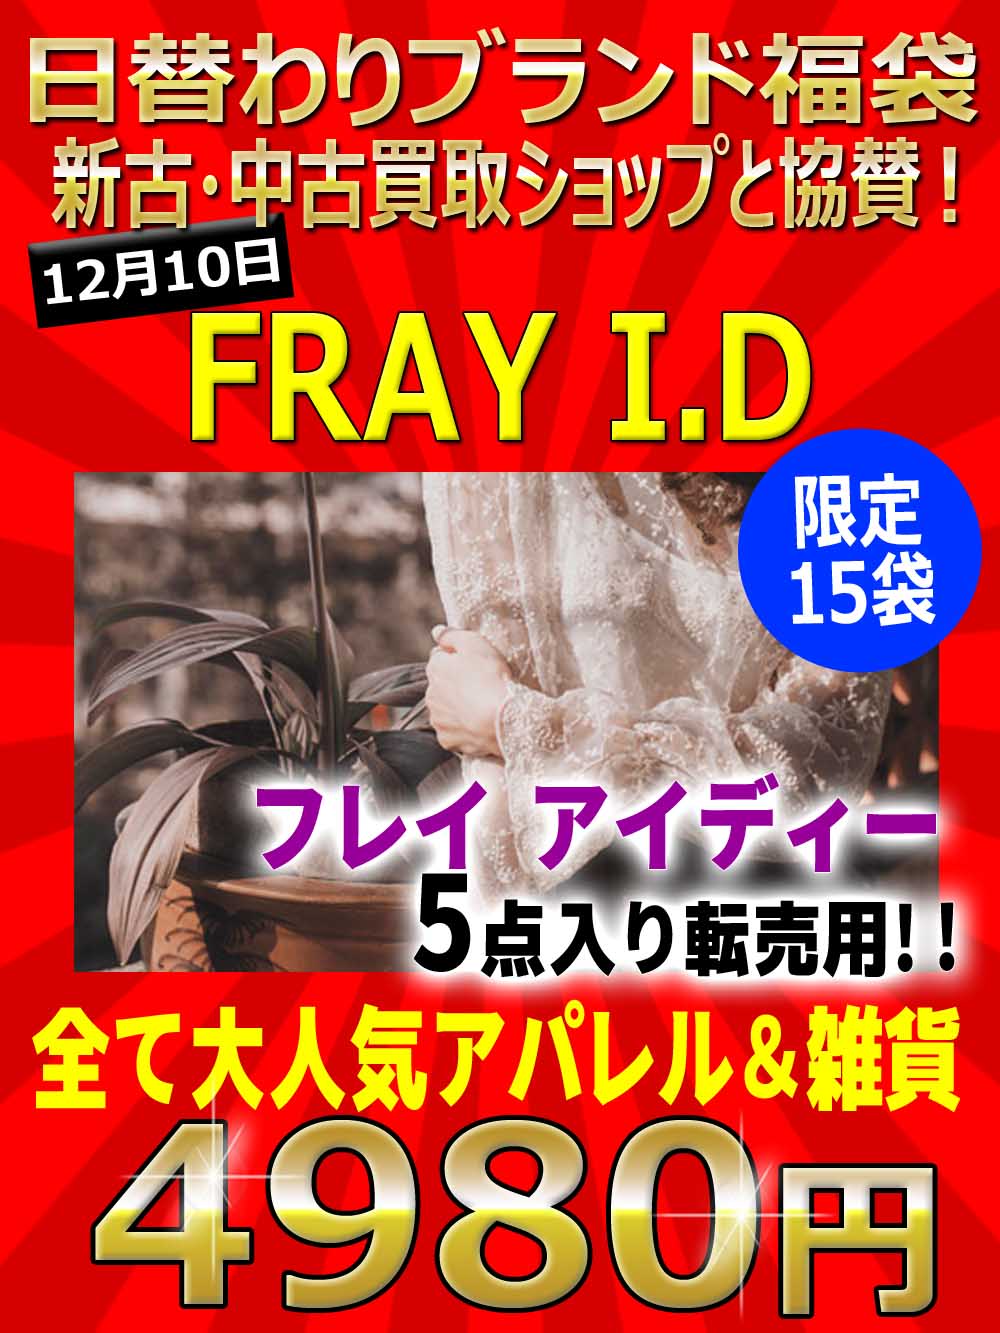 日替わりブランド福袋
新古・中古買取ショップと協賛！
12月10日
FRAY I.D
限定
15袋
フレイ アイディー
5点入り転売用!!
全て大人気アパレル＆雑貨
4980円